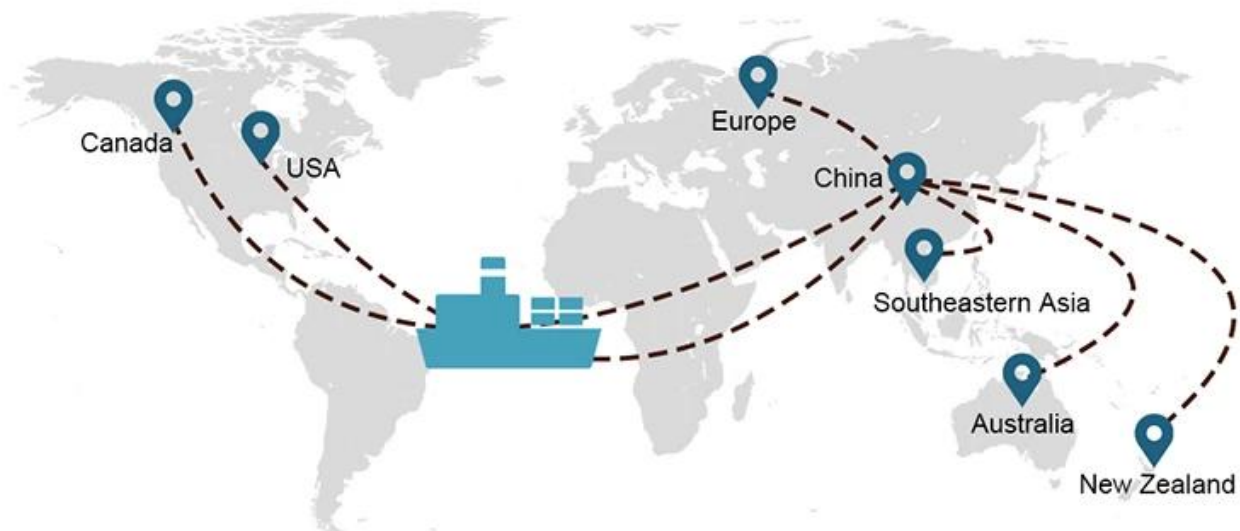 Canada
USA
Europe
China
Southeastern Asia
Australia
New Zealand